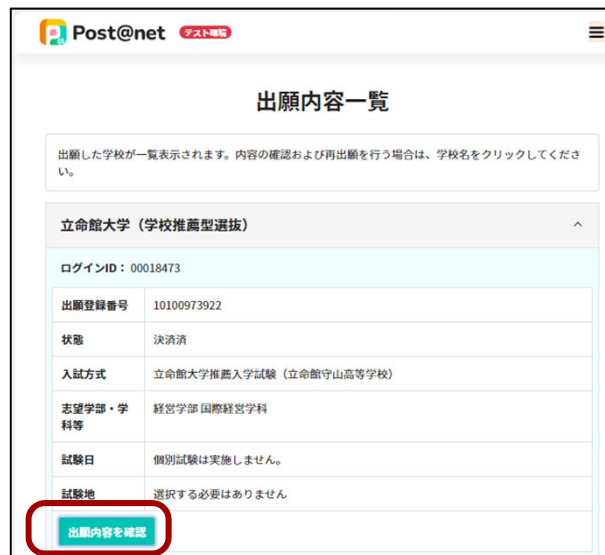 Post@net テスト環境
出願内容一覧
出願した学校が一覧表示されます。内容の確認および再出願を行う場合は、学校名をクリックしてくださ
い。
立命館大学（学校推薦型選抜）
ログインID： 00018473
出願登録番号 10100973922
状態 決済済
入試方式 立命館大学推薦入学試験（立命館守山高等学校）
志望学部・学
科等 経営学部 国際経営学科
試験日 個別試験は実施しません。
試験地 選択する必要はありません
出願内容を確認